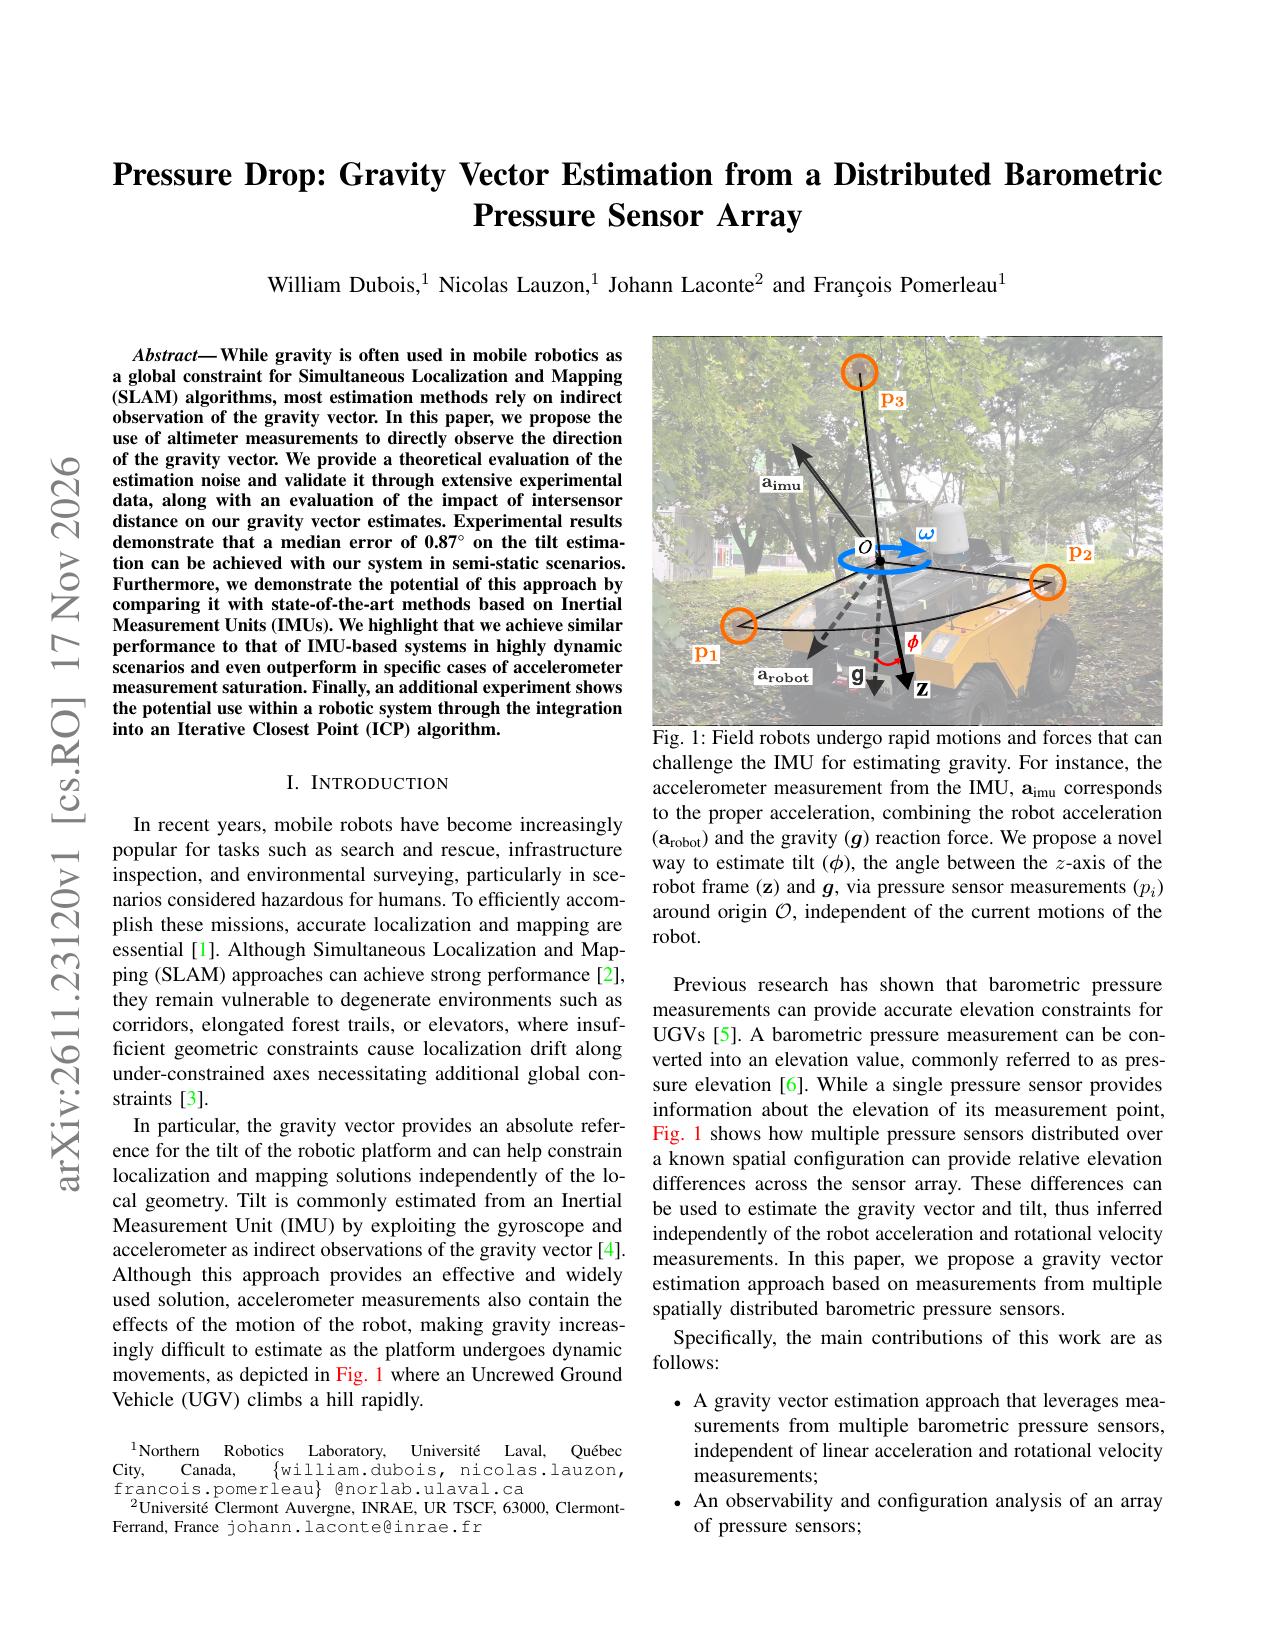 Pressure Drop: Gravity Vector Estimation from a Distributed Barometric
Pressure Sensor Array
William Dubois,¹ Nicolas Lauzon,¹ Johann Laconte² and François Pomerleau¹
arXiv:2611.23120v1 [cs.RO] 17 Nov 2026
Abstract— While gravity is often used in mobile robotics as
a global constraint for Simultaneous Localization and Mapping
(SLAM) algorithms, most estimation methods rely on indirect
observation of the gravity vector. In this paper, we propose the
use of altimeter measurements to directly observe the direction
of the gravity vector. We provide a theoretical evaluation of the
estimation noise and validate it through extensive experimental
data, along with an evaluation of the impact of intersensor
distance on our gravity vector estimates. Experimental results
demonstrate that a median error of 0.87° on the tilt estima-
tion can be achieved with our system in semi-static scenarios.
Furthermore, we demonstrate the potential of this approach by
comparing it with state-of-the-art methods based on Inertial
Measurement Units (IMUs). We highlight that we achieve similar
performance to that of IMU-based systems in highly dynamic
scenarios and even outperform in specific cases of accelerometer
measurement saturation. Finally, an additional experiment shows
the potential use within a robotic system through the integration
into an Iterative Closest Point (ICP) algorithm.
I. INTRODUCTION
In recent years, mobile robots have become increasingly
popular for tasks such as search and rescue, infrastructure
inspection, and environmental surveying, particularly in sce-
narios considered hazardous for humans. To efficiently accom-
plish these missions, accurate localization and mapping are
essential [1]. Although Simultaneous Localization and Map-
ping (SLAM) approaches can achieve strong performance [2],
they remain vulnerable to degenerate environments such as
corridors, elongated forest trails, or elevators, where insuf-
ficient geometric constraints cause localization drift along
under-constrained axes necessitating additional global con-
straints [3].
In particular, the gravity vector provides an absolute refer-
ence for the tilt of the robotic platform and can help constrain
localization and mapping solutions independently of the lo-
cal geometry. Tilt is commonly estimated from an Inertial
Measurement Unit (IMU) by exploiting the gyroscope and
accelerometer as indirect observations of the gravity vector [4].
Although this approach provides an effective and widely
used solution, accelerometer measurements also contain the
effects of the motion of the robot, making gravity increas-
ingly difficult to estimate as the platform undergoes dynamic
movements, as depicted in Fig. 1 where an Uncrewed Ground
Vehicle (UGV) climbs a hill rapidly.
¹Northern Robotics Laboratory, Université Laval, Québec
City, Canada, {william.dubois, nicolas.lauzon,
francois.pomerleau} @norlab.ulaval.ca
²Université Clermont Auvergne, INRAE, UR TSCF, 63000, Clermont-
Ferrand, France johann.laconte@inrae.fr
p₃
a_imu
O
ω
p₂
p₁
ϕ
a_robot
g
z
Fig. 1: Field robots undergo rapid motions and forces that can
challenge the IMU for estimating gravity. For instance, the
accelerometer measurement from the IMU, a_imu corresponds
to the proper acceleration, combining the robot acceleration
(a_robot) and the gravity (g) reaction force. We propose a novel
way to estimate tilt (ϕ), the angle between the z-axis of the
robot frame (z) and g, via pressure sensor measurements (pᵢ)
around origin O, independent of the current motions of the
robot.
Previous research has shown that barometric pressure
measurements can provide accurate elevation constraints for
UGVs [5]. A barometric pressure measurement can be con-
verted into an elevation value, commonly referred to as pres-
sure elevation [6]. While a single pressure sensor provides
information about the elevation of its measurement point,
Fig. 1 shows how multiple pressure sensors distributed over
a known spatial configuration can provide relative elevation
differences across the sensor array. These differences can
be used to estimate the gravity vector and tilt, thus inferred
independently of the robot acceleration and rotational velocity
measurements. In this paper, we propose a gravity vector
estimation approach based on measurements from multiple
spatially distributed barometric pressure sensors.
Specifically, the main contributions of this work are as
follows:
• A gravity vector estimation approach that leverages mea-
surements from multiple barometric pressure sensors,
independent of linear acceleration and rotational velocity
measurements;
• An observability and configuration analysis of an array
of pressure sensors;